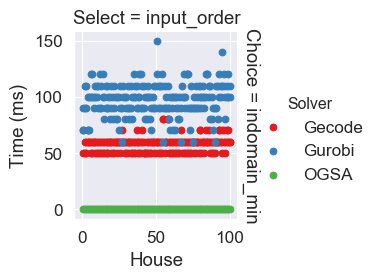 Select = input_order
Time (ms)
150
100
50
0
0
50
100
House
Choice = indomain_min
Solver
Gecode
Gurobi
OGSA